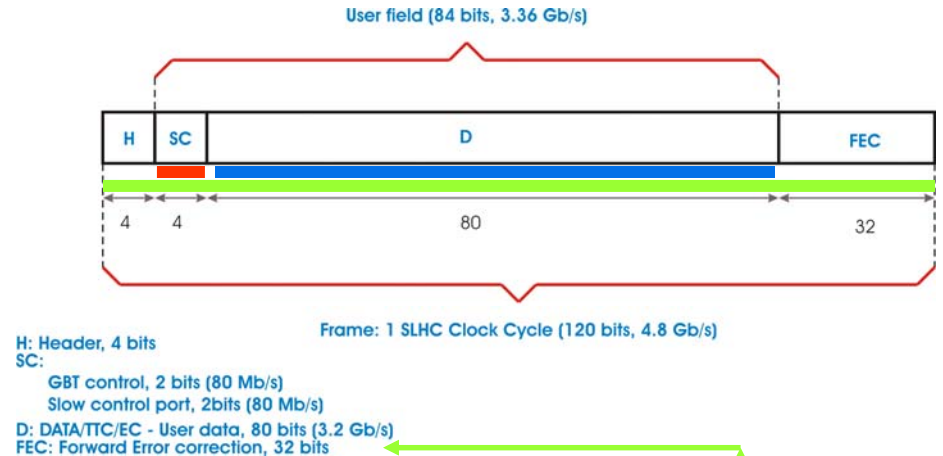 User field (84 bits, 3.36 Gb/s)
H SC D FEC
4 4 80 32
Frame: 1 SLHC Clock Cycle (120 bits, 4.8 Gb/s)
H: Header, 4 bits
SC:
GBT control, 2 bits (80 Mb/s)
Slow control port, 2bits (80 Mb/s)
D: DATA/TTC/EC - User data, 80 bits (3.2 Gb/s)
FEC: Forward Error correction, 32 bits